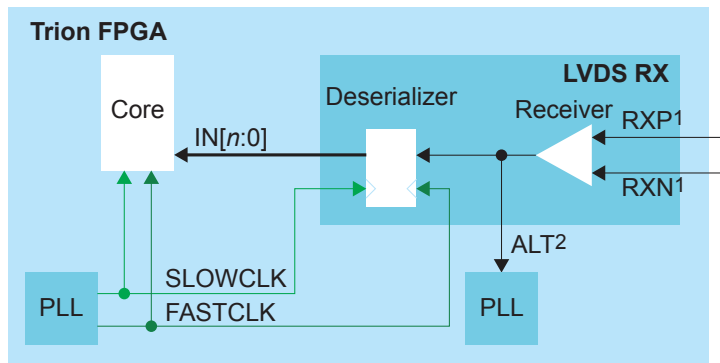 Trion FPGA
LVDS RX
Deserializer
Receiver
Core
RXP1
IN[n:0]
RXN1
ALT2
SLOWCLK
PLL
FASTCLK
PLL